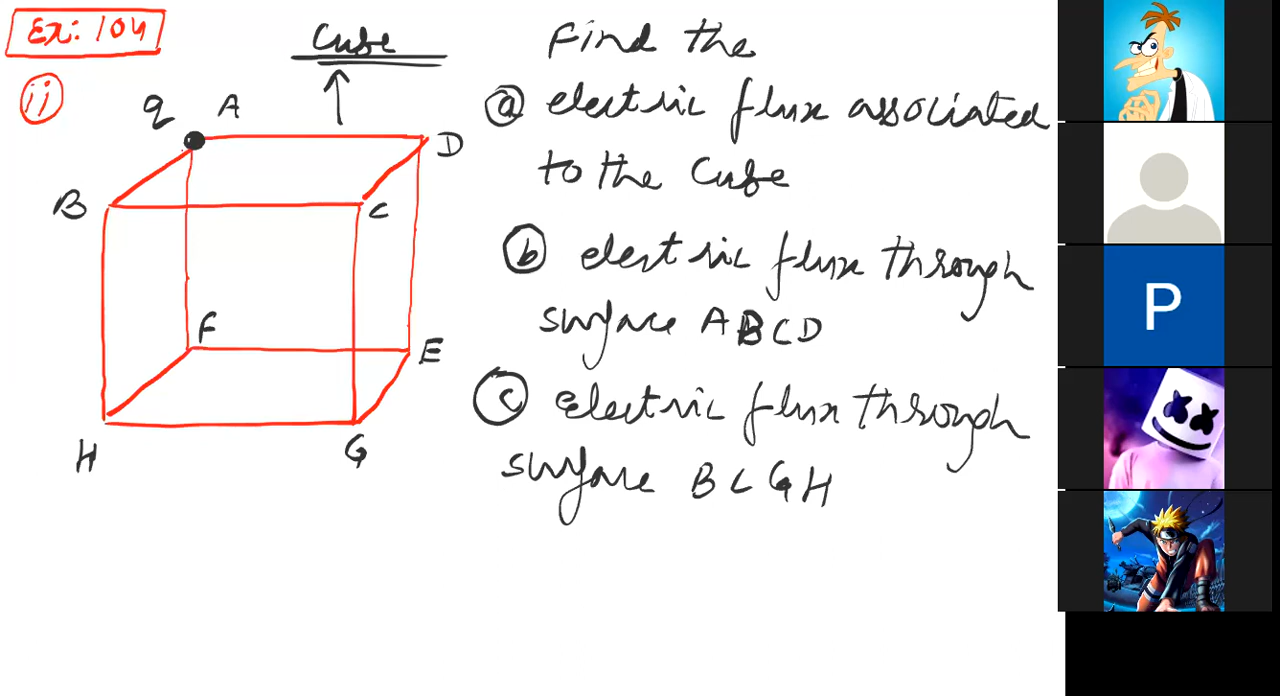 Ex: 104
ii
Cube
q A
D
B
C
F
E
H
G
Find the
a electric flux associated
to the Cube
b electric flux through
surface ABCD
c electric flux through
surface BCGH
P